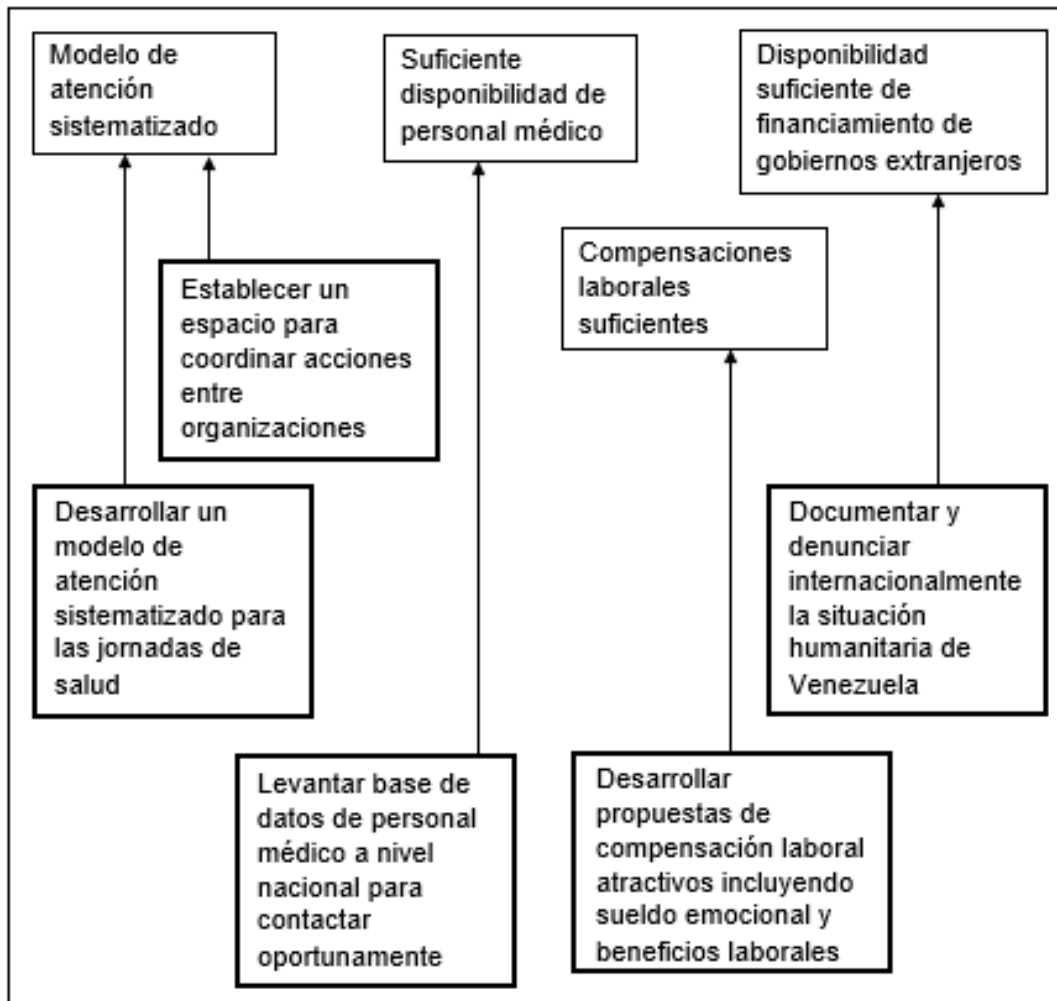 Modelo de
atención
sistematizado
Suficiente
disponibilidad de
personal médico
Disponibilidad
suficiente de
financiamiento de
gobiernos extranjeros
Compensaciones
laborales
suficientes
Establecer un
espacio para
coordinar acciones
entre
organizaciones
Desarrollar un
modelo de
atención
sistematizado para
las jornadas de
salud
Documentar y
denunciar
internacionalmente
la situación
humanitaria de
Venezuela
Levantar base de
datos de personal
médico a nivel
nacional para
contactar
oportunamente
Desarrollar
propuestas de
compensación laboral
atractivos incluyendo
sueldo emocional y
beneficios laborales